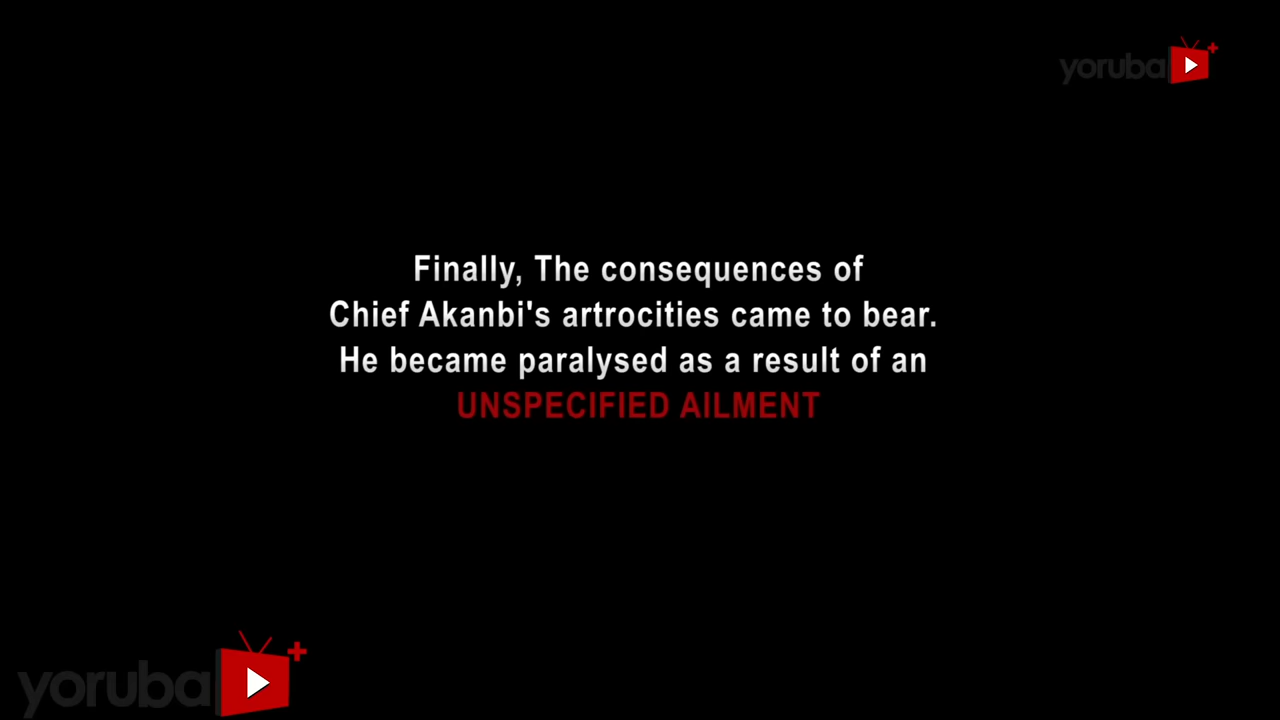 yoruba
Finally, The consequences of
Chief Akanbi's artrocities came to bear.
He became paralysed as a result of an
UNSPECIFIED AILMENT
yoruba